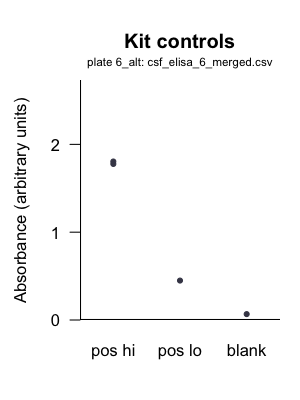 Kit controls
plate 6_alt: csf_elisa_6_merged.csv
Absorbance (arbitrary units)
2
1
0
pos hi pos lo blank